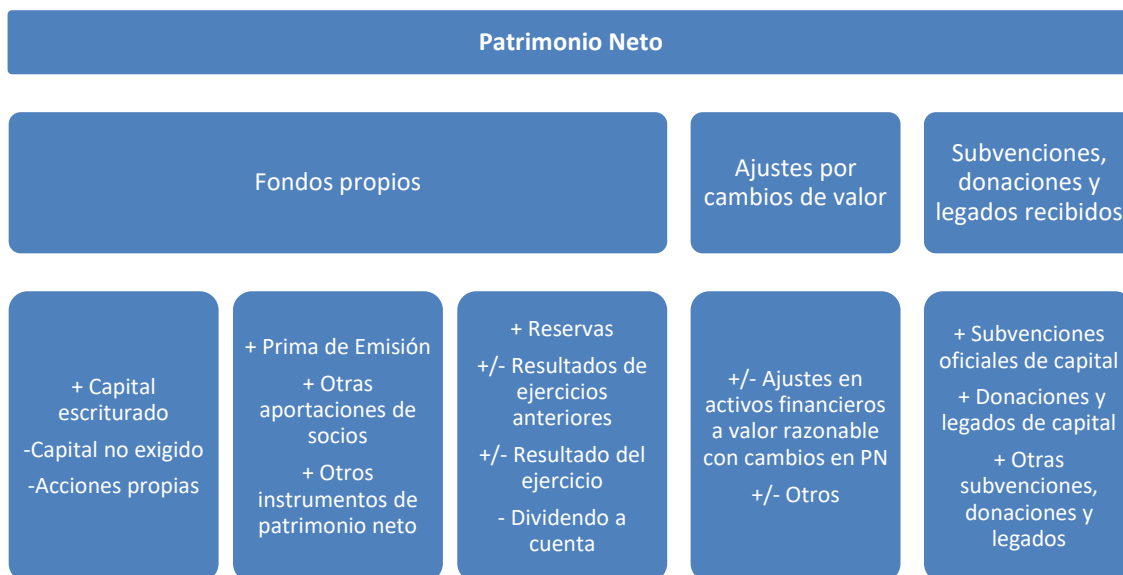 Patrimonio Neto
Fondos propios
Ajustes por
cambios de valor
Subvenciones,
donaciones y
legados recibidos
+ Capital
escriturado
-Capital no exigido
-Acciones propias
+ Prima de Emisión
+ Otras
aportaciones de
socios
+ Otros
instrumentos de
patrimonio neto
+ Reservas
+/- Resultados de
ejercicios
anteriores
+/- Resultado del
ejercicio
- Dividendo a
cuenta
+/- Ajustes en
activos financieros
a valor razonable
con cambios en PN
+/- Otros
+ Subvenciones
oficiales de capital
+ Donaciones y
legados de capital
+ Otras
subvenciones,
donaciones y
legados